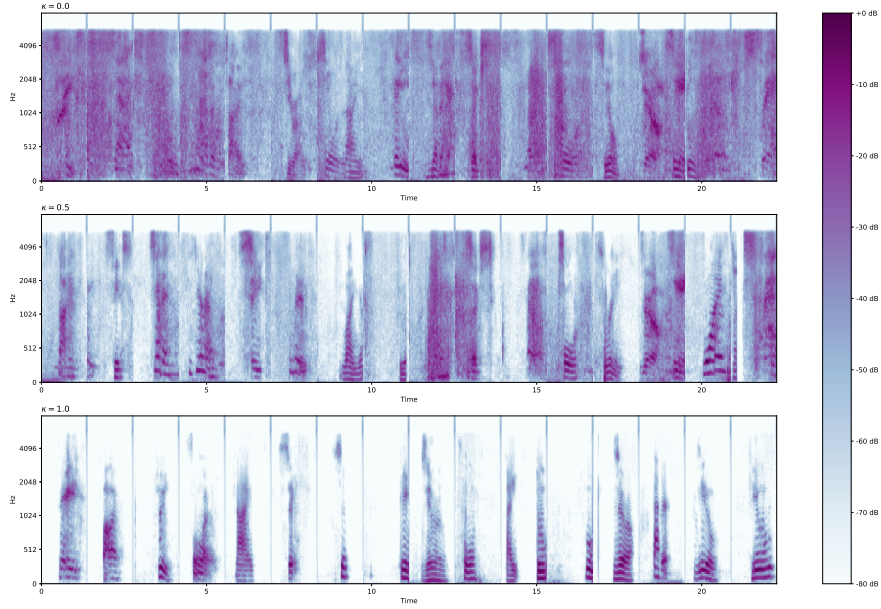 κ = 0.0
4096
2048
1024
512
0
Hz
0 5 10 15 20
Time
κ = 0.5
4096
2048
1024
512
0
Hz
0 5 10 15 20
Time
κ = 1.0
4096
2048
1024
512
0
Hz
0 5 10 15 20
Time
+0 dB
-10 dB
-20 dB
-30 dB
-40 dB
-50 dB
-60 dB
-70 dB
-80 dB